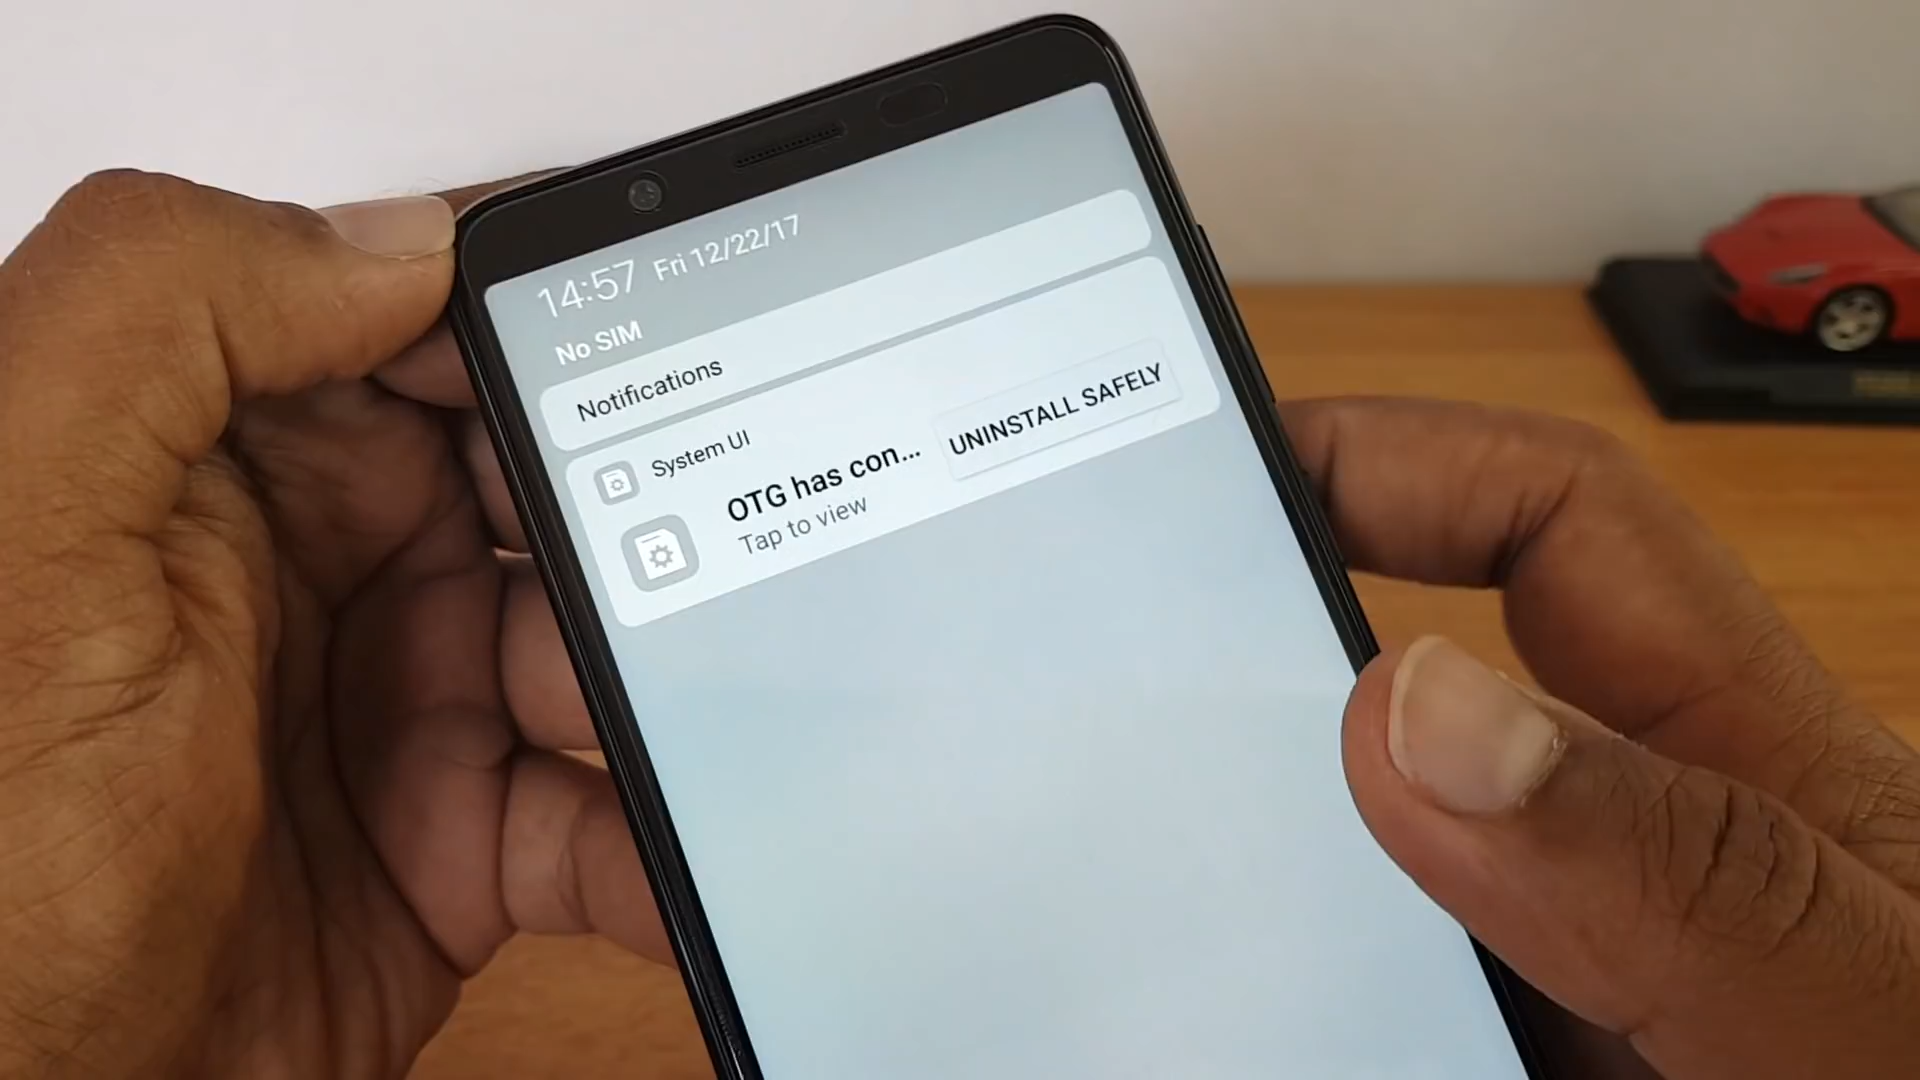 14:57 Fri 12/22/17
No SIM
Notifications
System UI
OTG has con...
UNINSTALL SAFELY
Tap to view